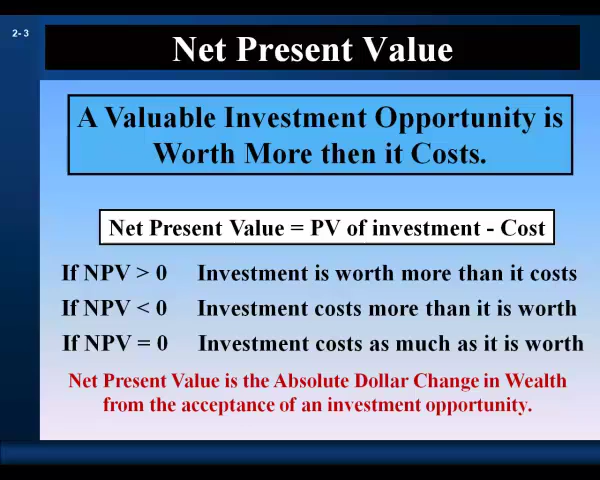 2- 3
Net Present Value
A Valuable Investment Opportunity is
Worth More then it Costs.
Net Present Value = PV of investment - Cost
If NPV > 0 Investment is worth more than it costs
If NPV < 0 Investment costs more than it is worth
If NPV = 0 Investment costs as much as it is worth
Net Present Value is the Absolute Dollar Change in Wealth
from the acceptance of an investment opportunity.